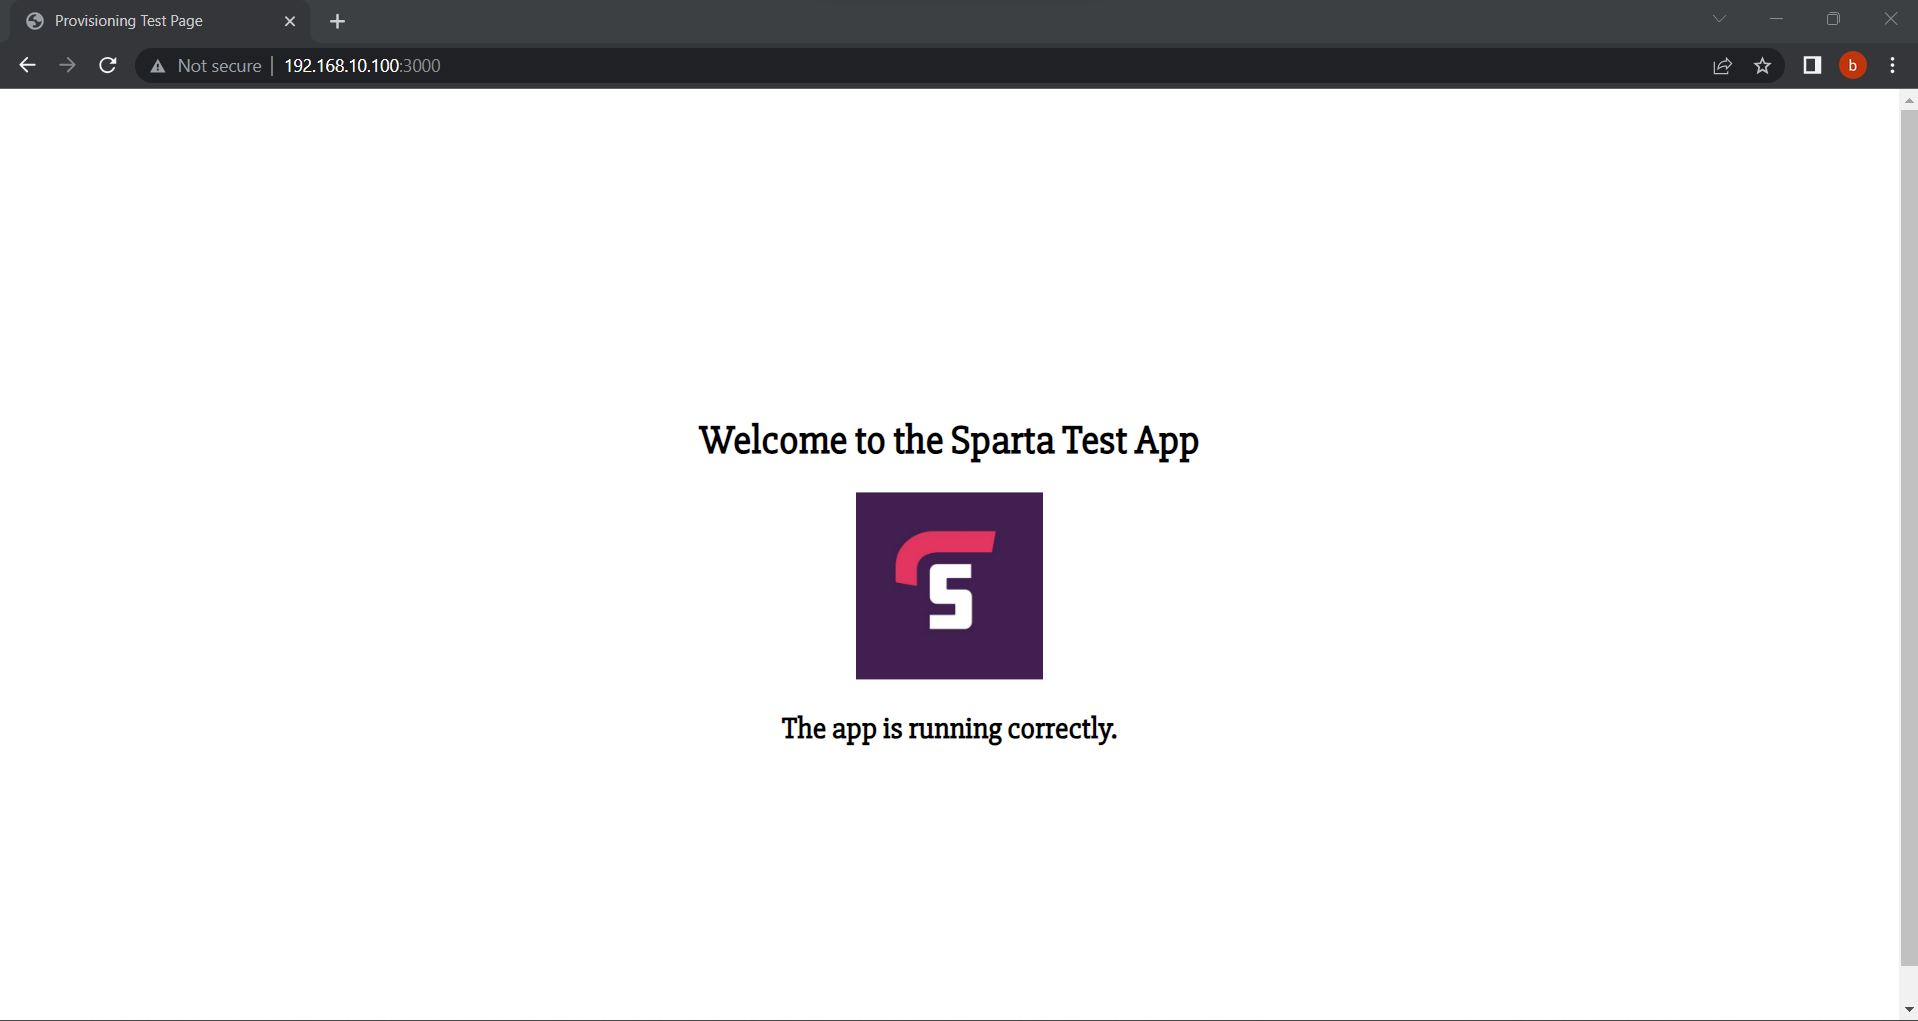 Provisioning Test Page
Not secure
192.168.10.100:3000
b
Welcome to the Sparta Test App
S
The app is running correctly.